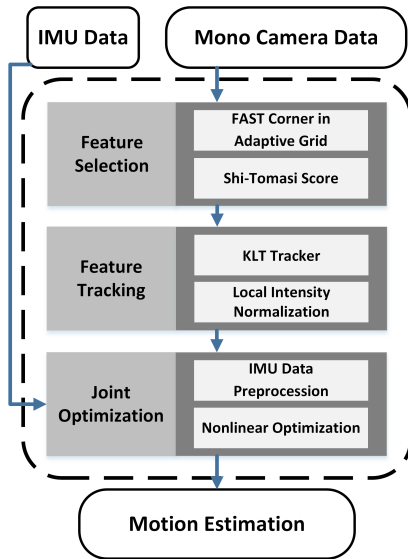 IMU Data
Mono Camera Data
Feature
Selection
FAST Corner in
Adaptive Grid
Shi-Tomasi Score
Feature
Tracking
KLT Tracker
Local Intensity
Normalization
Joint
Optimization
IMU Data
Preprocession
Nonlinear Optimization
Motion Estimation